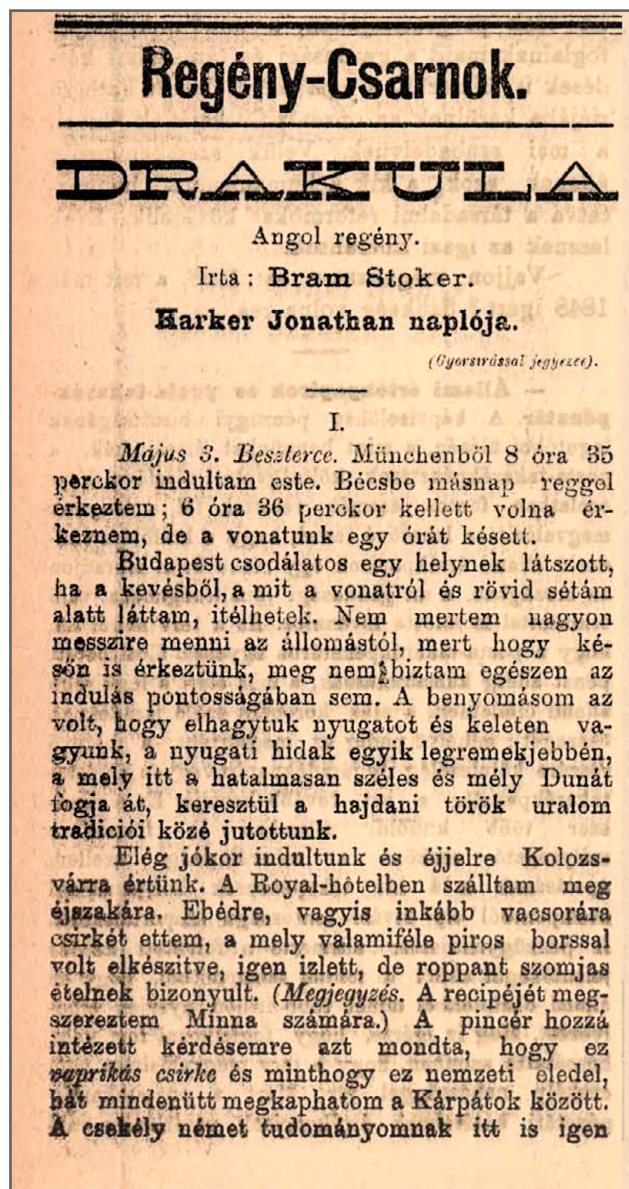 Regény-Csarnok.
DRAKULA
Angol regény.
Irta: Bram Stoker.
Harker Jonathan naplója.
(Gyorsirással jegyezve).
I.
Május 3. Beszterce. Münchenből 8 óra 35
perckor indultam este. Bécsbe másnap reggel
érkeztem; 6 óra 36 perckor kellett volna ér-
keznem, de a vonatunk egy órát késett.
Budapest csodálatos egy helynek látszott,
ha a kevésből, a mit a vonatról és rövid sétám
alatt láttam, itélhetek. Nem mertem nagyon
messzire menni az állomástól, mert hogy ké-
sőn is érkeztünk, meg nem biztam egészen az
indulás pontosságában sem. A benyomásom az
volt, hogy elhagytuk nyugatot és keleten va-
gyunk, a nyugati hidak egyik legremekjebbén,
a mely itt a hatalmasan széles és mély Dunát
fogja át, keresztül a hajdani török uralom
tradiciói közé jutottunk.
Elég jókor indultunk és éjjelre Kolozs-
várra értünk. A Royal-hôtelben szálltam meg
éjszakára. Ebédre, vagyis inkább vacsorára
csirkét ettem, a mely valamiféle piros borssal
volt elkészitve, igen izlett, de roppant szomjas
ételnek bizonyult. (Megjegyzés. A recipéjét meg-
szereztem Minna számára.) A pincér hozzá
intézett kérdésemre azt mondta, hogy ez
paprikás csirke és minthogy ez nemzeti eledel,
hát mindenütt megkaphatom a Kárpátok között.
A csekély német tudományomnak itt is igen